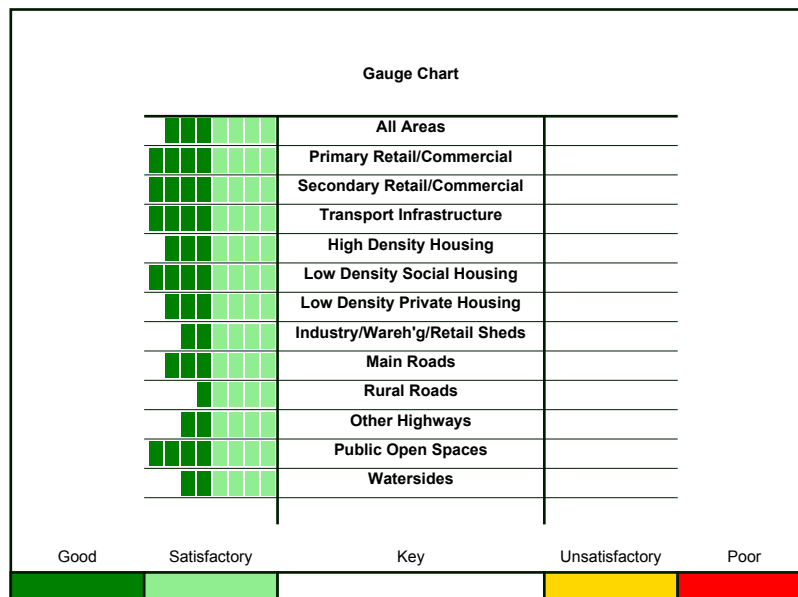 Gauge Chart
All Areas
Primary Retail/Commercial
Secondary Retail/Commercial
Transport Infrastructure
High Density Housing
Low Density Social Housing
Low Density Private Housing
Industry/Wareh'g/Retail Sheds
Main Roads
Rural Roads
Other Highways
Public Open Spaces
Watersides
Good Satisfactory Key Unsatisfactory Poor